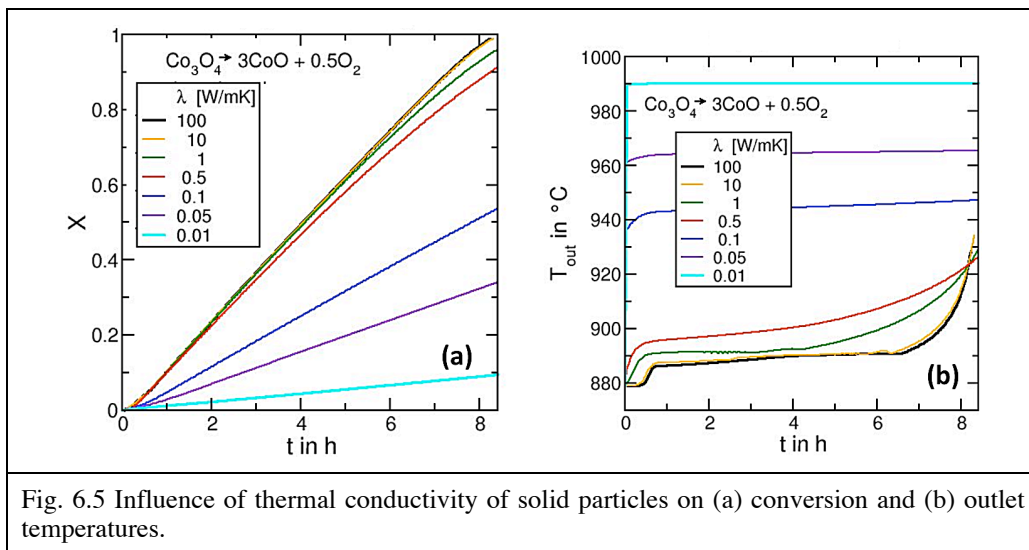 1
0.8
0.6
0.4
0.2
0
X
Co₃O₄→ 3CoO + 0.5O₂
λ [W/mK]
100
10
1
0.5
0.1
0.05
0.01
(a)
0 2 4 6 8
t in h
1000
980
960
940
920
900
880
T_out in °C
Co₃O₄→ 3CoO + 0.5O₂
λ [W/mK]
100
10
1
0.5
0.1
0.05
0.01
(b)
0 2 4 6 8
t in h
Fig. 6.5 Influence of thermal conductivity of solid particles on (a) conversion and (b) outlet
temperatures.